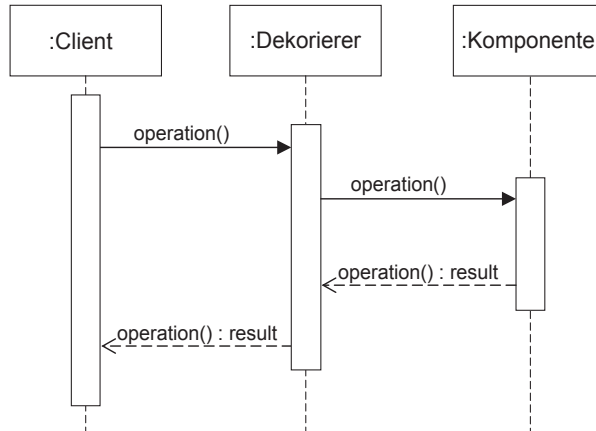 :Client
:Dekorierer
:Komponente
operation()
operation()
operation() : result
operation() : result